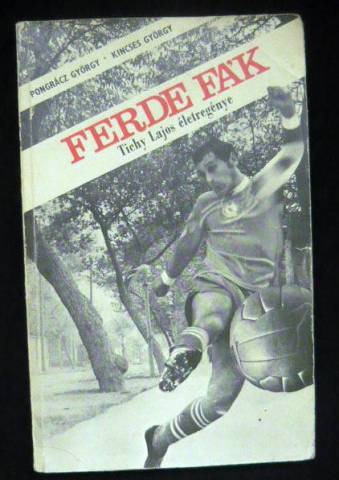 PONGRÁCZ GYÖRGY · KINCSES GYÖRGY
FERDE FÁK
Tichy Lajos életregénye